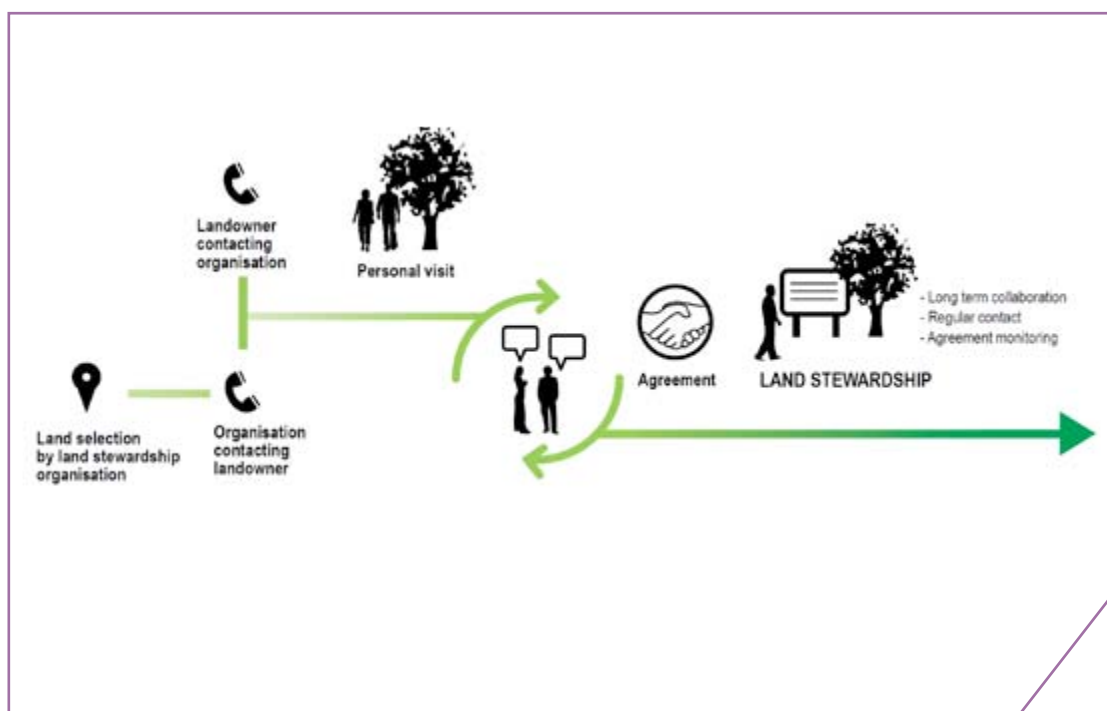 Landowner
contacting
organisation
Personal visit
Land selection
by land stewardship
organisation
Organisation
contacting
landowner
Agreement
LAND STEWARDSHIP
- Long term collaboration
- Regular contact
- Agreement monitoring